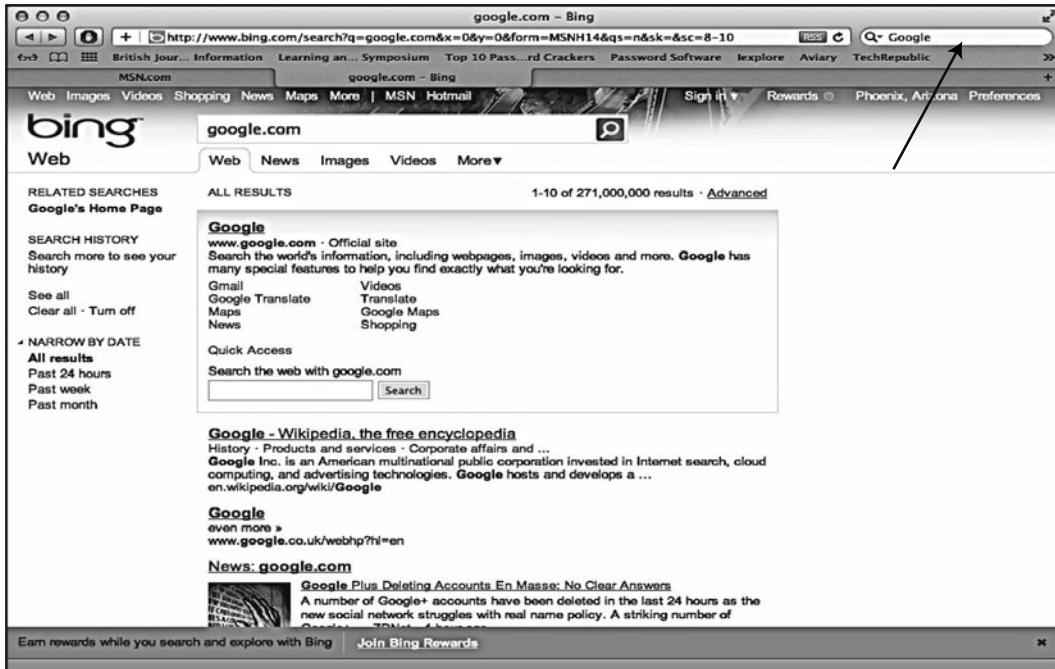 google.com – Bing
http://www.bing.com/search?q=google.com&x=0&y=0&form=MSNH14&qs=n&sk=&sc=8-10 RSS Google
British Jour... Information Learning an... Symposium Top 10 Pass...rd Crackers Password Software Iexplore Aviary TechRepublic »
MSN.com google.com – Bing +
Web Images Videos Shopping News Maps More | MSN Hotmail Sign in ▾ Rewards Phoenix, Arizona Preferences
bing google.com
Web
Web News Images Videos More▾
RELATED SEARCHES
Google's Home Page
SEARCH HISTORY
Search more to see your
history
See all
Clear all · Turn off
NARROW BY DATE
All results
Past 24 hours
Past week
Past month
ALL RESULTS 1-10 of 271,000,000 results · Advanced
Google
www.google.com · Official site
Search the world's information, including webpages, images, videos and more. Google has
many special features to help you find exactly what you're looking for.
Gmail Videos
Google Translate Translate
Maps Google Maps
News Shopping
Quick Access
Search the web with google.com
Search
Google - Wikipedia, the free encyclopedia
History · Products and services · Corporate affairs and ...
Google Inc. is an American multinational public corporation invested in Internet search, cloud
computing, and advertising technologies. Google hosts and develops a ...
en.wikipedia.org/wiki/Google
Google
even more »
www.google.co.uk/webhp?hl=en
News: google.com
Google Plus Deleting Accounts En Masse: No Clear Answers
A number of Google+ accounts have been deleted in the last 24 hours as the
new social network struggles with real name policy. A striking number of
Earn rewards while you search and explore with Bing Join Bing Rewards ×